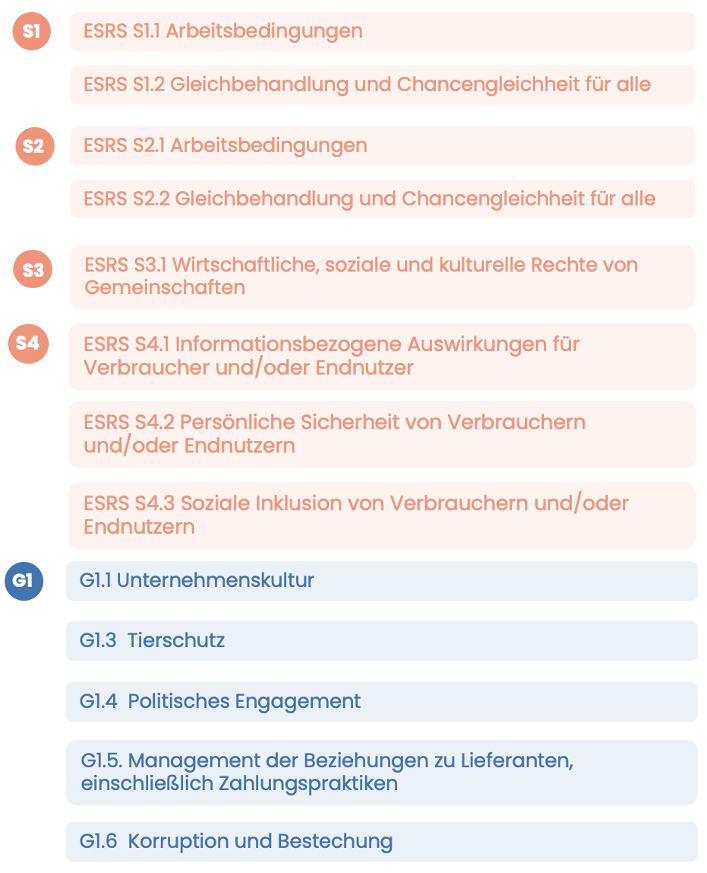 S1
ESRS S1.1 Arbeitsbedingungen
ESRS S1.2 Gleichbehandlung und Chancengleichheit für alle
S2
ESRS S2.1 Arbeitsbedingungen
ESRS S2.2 Gleichbehandlung und Chancengleichheit für alle
S3
ESRS S3.1 Wirtschaftliche, soziale und kulturelle Rechte von
Gemeinschaften
S4
ESRS S4.1 Informationsbezogene Auswirkungen für
Verbraucher und/oder Endnutzer
ESRS S4.2 Persönliche Sicherheit von Verbrauchern
und/oder Endnutzern
ESRS S4.3 Soziale Inklusion von Verbrauchern und/oder
Endnutzern
G1
G1.1 Unternehmenskultur
G1.3 Tierschutz
G1.4 Politisches Engagement
G1.5. Management der Beziehungen zu Lieferanten,
einschließlich Zahlungspraktiken
G1.6 Korruption und Bestechung